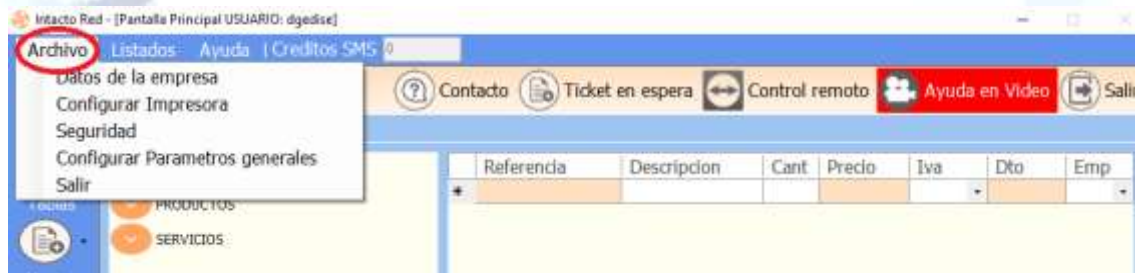 Intacto Red - [Pantalla Principal USUARIO: dgedise]
Archivo Listados Ayuda | Creditos SMS 0
Datos de la empresa
Configurar Impresora
Seguridad
Configurar Parametros generales
Salir
Contacto Ticket en espera Control remoto Ayuda en Video Sali
Referencia Descripcion Cant Precio Iva Dto Emp
Tablas
PRODUCTOS
SERVICIOS